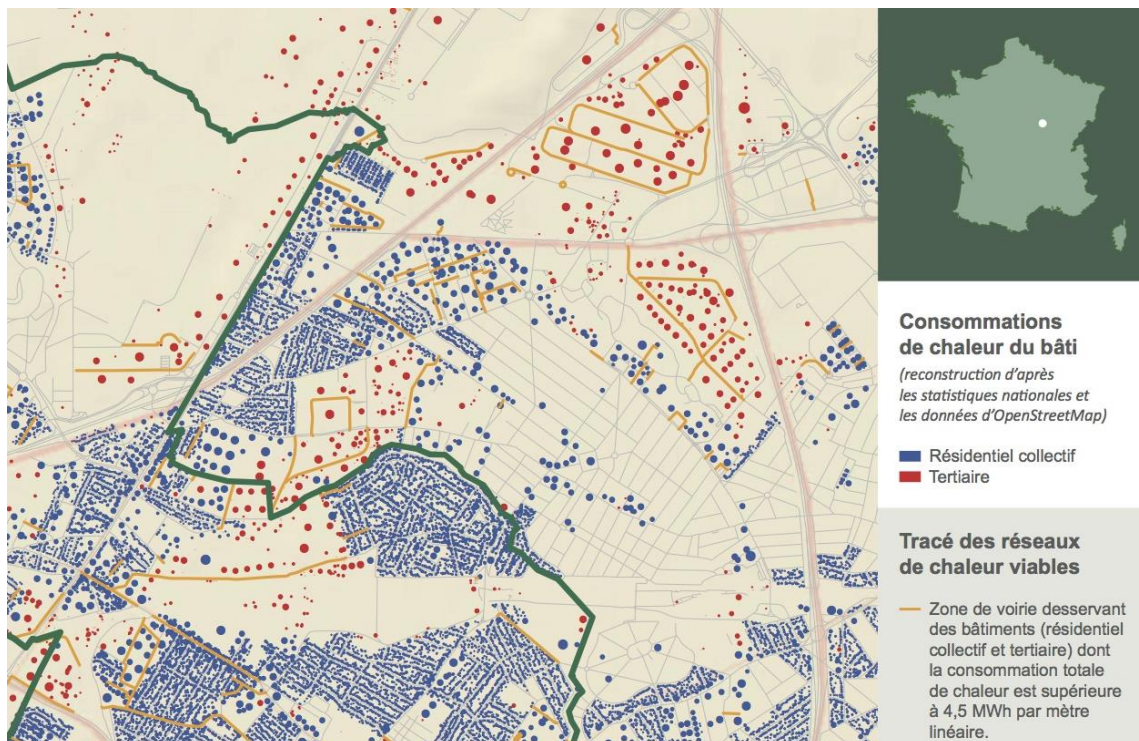 Consommations
de chaleur du bâti
(reconstruction d'après
les statistiques nationales et
les données d'OpenStreetMap)
Résidentiel collectif
Tertiaire
Tracé des réseaux
de chaleur viables
Zone de voirie desservant
des bâtiments (résidentiel
collectif et tertiaire) dont
la consommation totale
de chaleur est supérieure
à 4,5 MWh par mètre
linéaire.